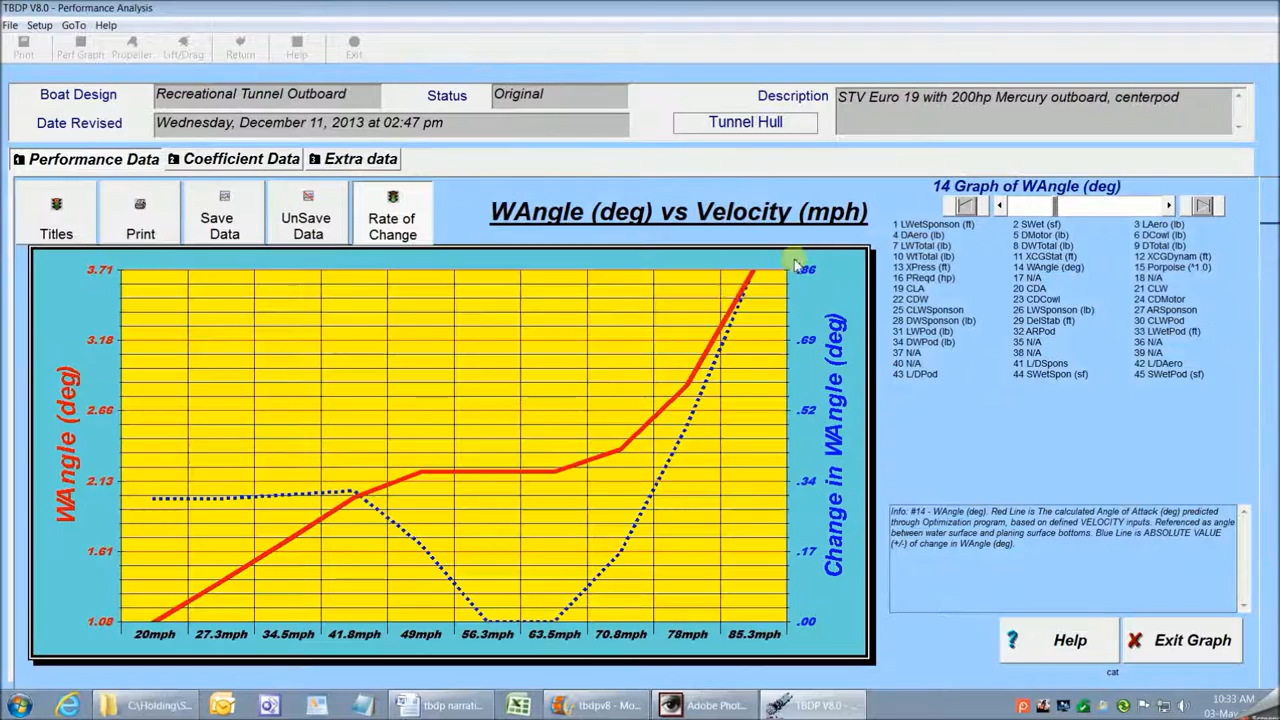 TBDP V8.0 - Performance Analysis
File Setup GoTo Help
Print Perf Graph Propeller Lift/Drag Return Help Exit
Boat Design Recreational Tunnel Outboard Status Original Description STV Euro 19 with 200hp Mercury outboard, centerpod
Date Revised Wednesday, December 11, 2013 at 02:47 pm Tunnel Hull
1 Performance Data 2 Coefficient Data 3 Extra data
Titles Print Save Data UnSave Data Rate of Change
WAngle (deg) vs Velocity (mph)
14 Graph of WAngle (deg)
1 LWetSponson (ft) 2 SWet (sf) 3 LAero (lb)
4 DAero (lb) 5 DMotor (lb) 6 DCowl (lb)
7 LWTotal (lb) 8 DWTotal (lb) 9 DTotal (lb)
10 WtTotal (lb) 11 XCGStat (ft) 12 XCGDynam (ft)
13 XPress (ft) 14 WAngle (deg) 15 Porpoise (*1.0)
16 PReqd (hp) 17 N/A 18 N/A
19 CLA 20 CDA 21 CLW
22 CDW 23 CDCowl 24 CDMotor
25 CLWSponson 26 LWSponson (lb) 27 ARSponson
28 DWSponson (lb) 29 DelStab (ft) 30 CLWPod
31 LWPod (lb) 32 ARPod 33 LWetPod (ft)
34 DWPod (lb) 35 N/A 36 N/A
37 N/A 38 N/A 39 N/A
40 N/A 41 L/DSpons 42 L/DAero
43 L/DPod 44 SWetSpon (sf) 45 SWetPod (sf)
WAngle (deg)
3.71
3.18
2.66
2.13
1.61
1.08
.86
.69
.52
.34
.17
.00
Change in WAngle (deg)
20mph 27.3mph 34.5mph 41.8mph 49mph 56.3mph 63.5mph 70.8mph 78mph 85.3mph
Info: #14 - WAngle (deg). Red Line is The calculated Angle of Attack (deg) predicted
through Optimization program, based on defined VELOCITY inputs. Referenced as angle
between water surface and planing surface bottoms. Blue Line is ABSOLUTE VALUE
(+/-) of change in WAngle (deg).
? Help Exit Graph
cat
C:\Holding\S... tbdp narrati... tbdpv8 - Mo... Adobe Phot... TBDP V8.0 -...
10:33 AM
03-May